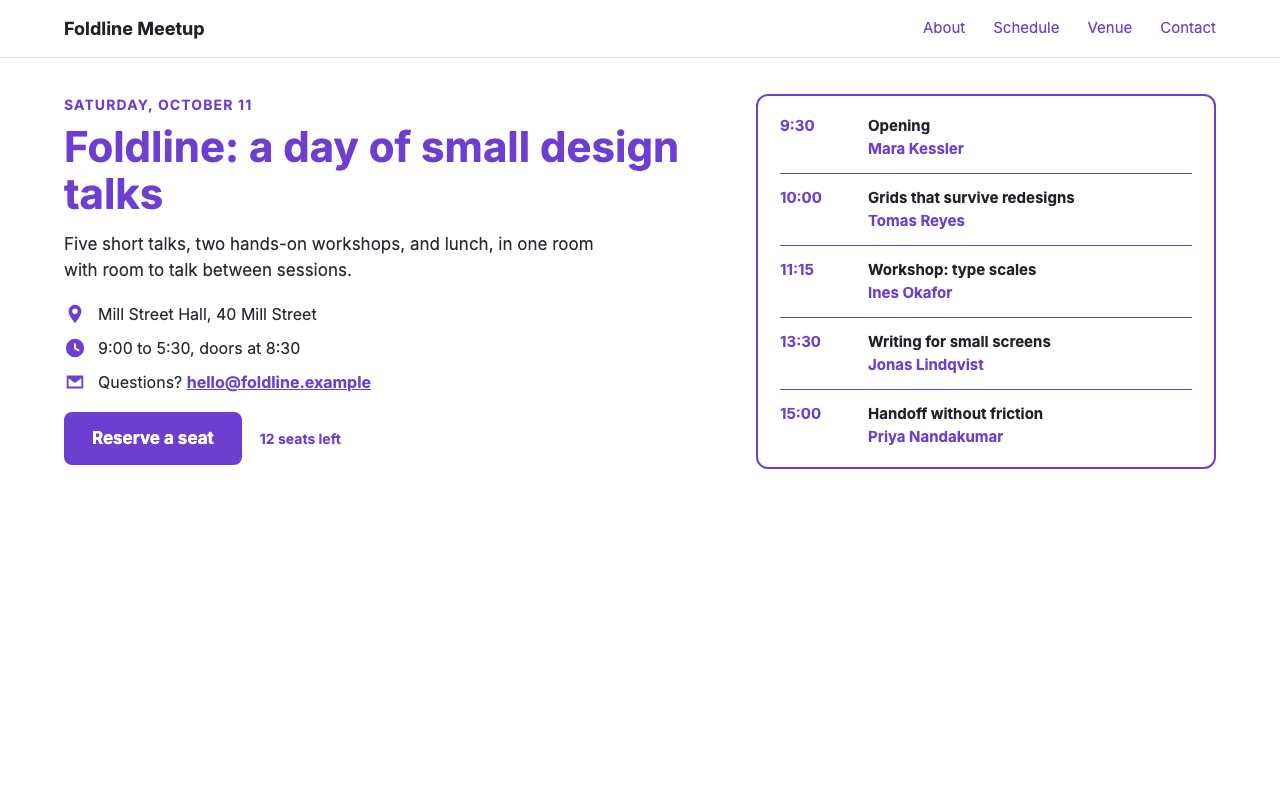 Foldline Meetup
About Schedule Venue Contact
SATURDAY, OCTOBER 11
Foldline: a day of small design
talks
Five short talks, two hands-on workshops, and lunch, in one room
with room to talk between sessions.
Mill Street Hall, 40 Mill Street
9:00 to 5:30, doors at 8:30
Questions? hello@foldline.example
Reserve a seat
12 seats left
9:30 Opening
Mara Kessler
10:00 Grids that survive redesigns
Tomas Reyes
11:15 Workshop: type scales
Ines Okafor
13:30 Writing for small screens
Jonas Lindqvist
15:00 Handoff without friction
Priya Nandakumar